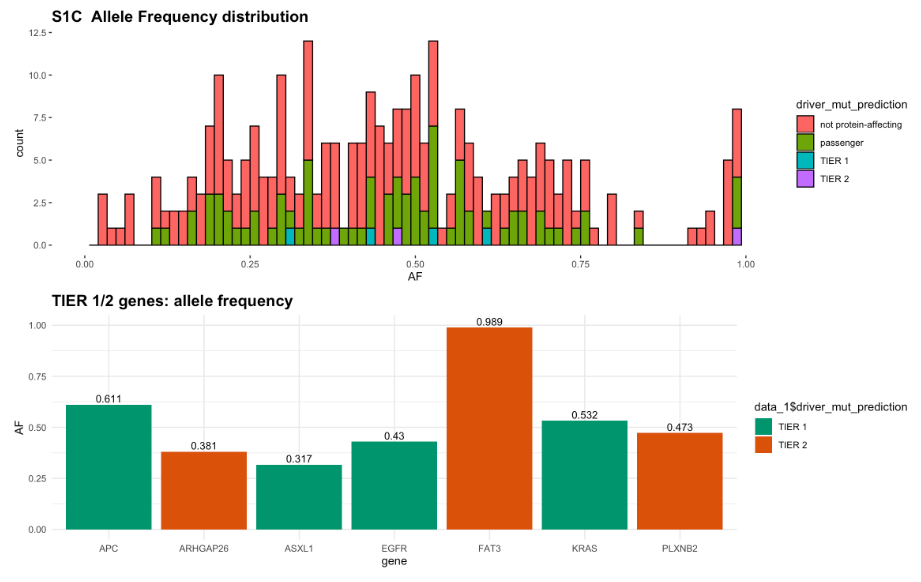 S1C  Allele Frequency distribution
12.5
10.0
7.5
5.0
2.5
0.0
count
0.00 0.25 0.50 0.75 1.00
AF
driver_mut_prediction
not protein-affecting
passenger
TIER 1
TIER 2
TIER 1/2 genes: allele frequency
1.00
0.75
0.50
0.25
0.00
AF
0.611
0.381
0.317
0.43
0.989
0.532
0.473
APC ARHGAP26 ASXL1 EGFR FAT3 KRAS PLXNB2
gene
data_1$driver_mut_prediction
TIER 1
TIER 2